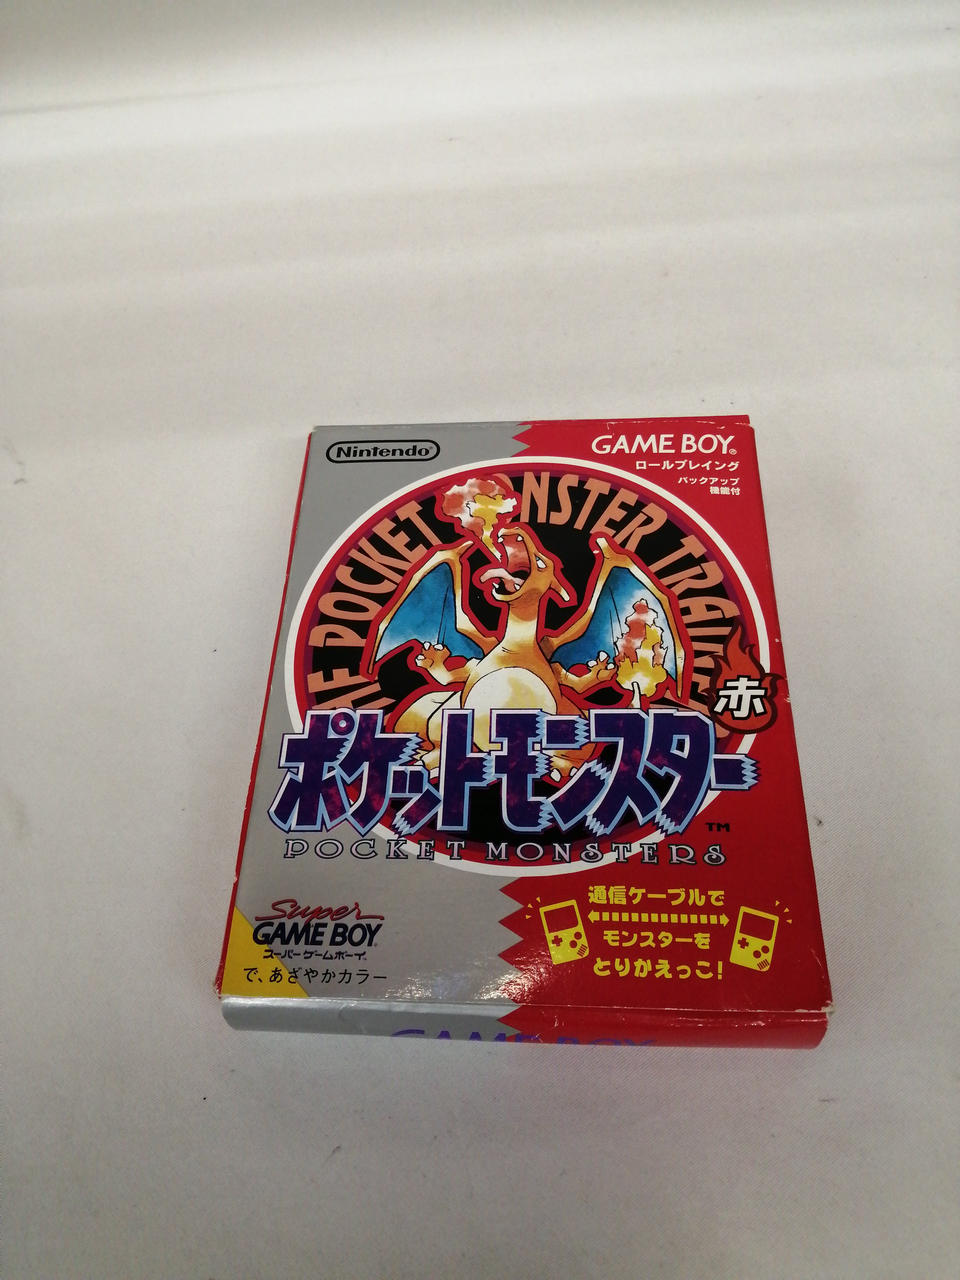 Nintendo
GAME BOY
ロールプレイング
バックアップ
機能付
POCKET MONSTER
赤
ポケットモンスター
TM
POCKET MONSTERS
通信ケーブルで
モンスターを
とりかえっこ!
Super
GAME BOY
スーパーゲームボーイ
で、あざやかカラー
GAME BOY